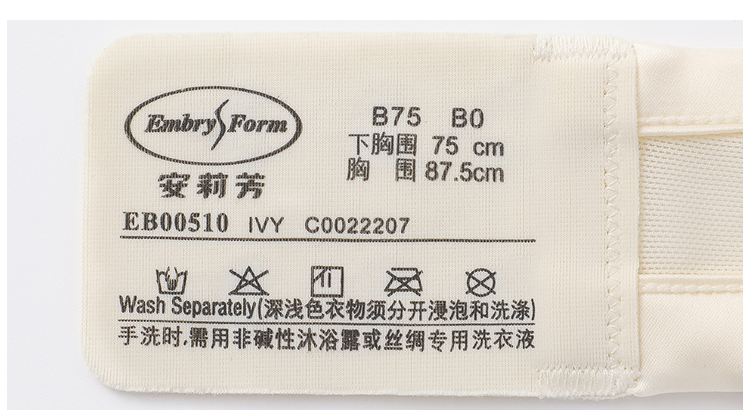 Embry Form
安莉芳
B75 B0
下胸围 75 cm
胸 围 87.5cm
EB00510 IVY C0022207
Wash Separately(深浅色衣物须分开漫泡和洗涤)
手洗时,需用非碱性沐浴露或丝绸专用洗衣液